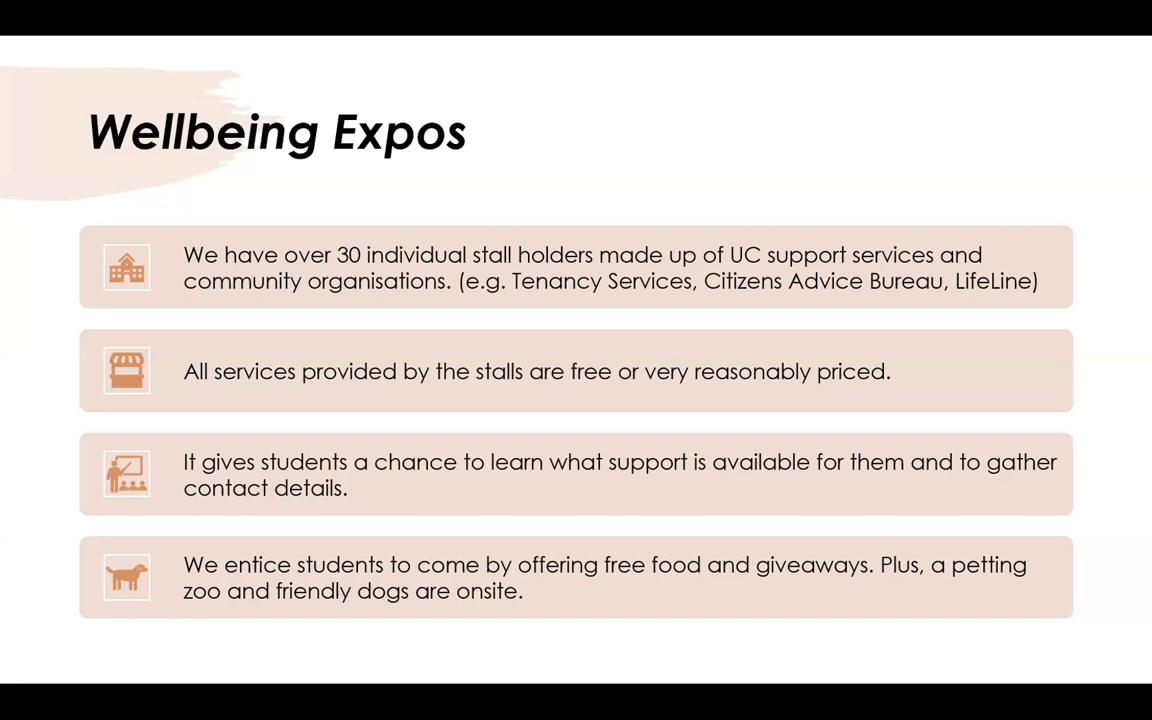 Wellbeing Expos
We have over 30 individual stall holders made up of UC support services and
community organisations. (e.g. Tenancy Services, Citizens Advice Bureau, LifeLine)
All services provided by the stalls are free or very reasonably priced.
It gives students a chance to learn what support is available for them and to gather
contact details.
We entice students to come by offering free food and giveaways. Plus, a petting
zoo and friendly dogs are onsite.